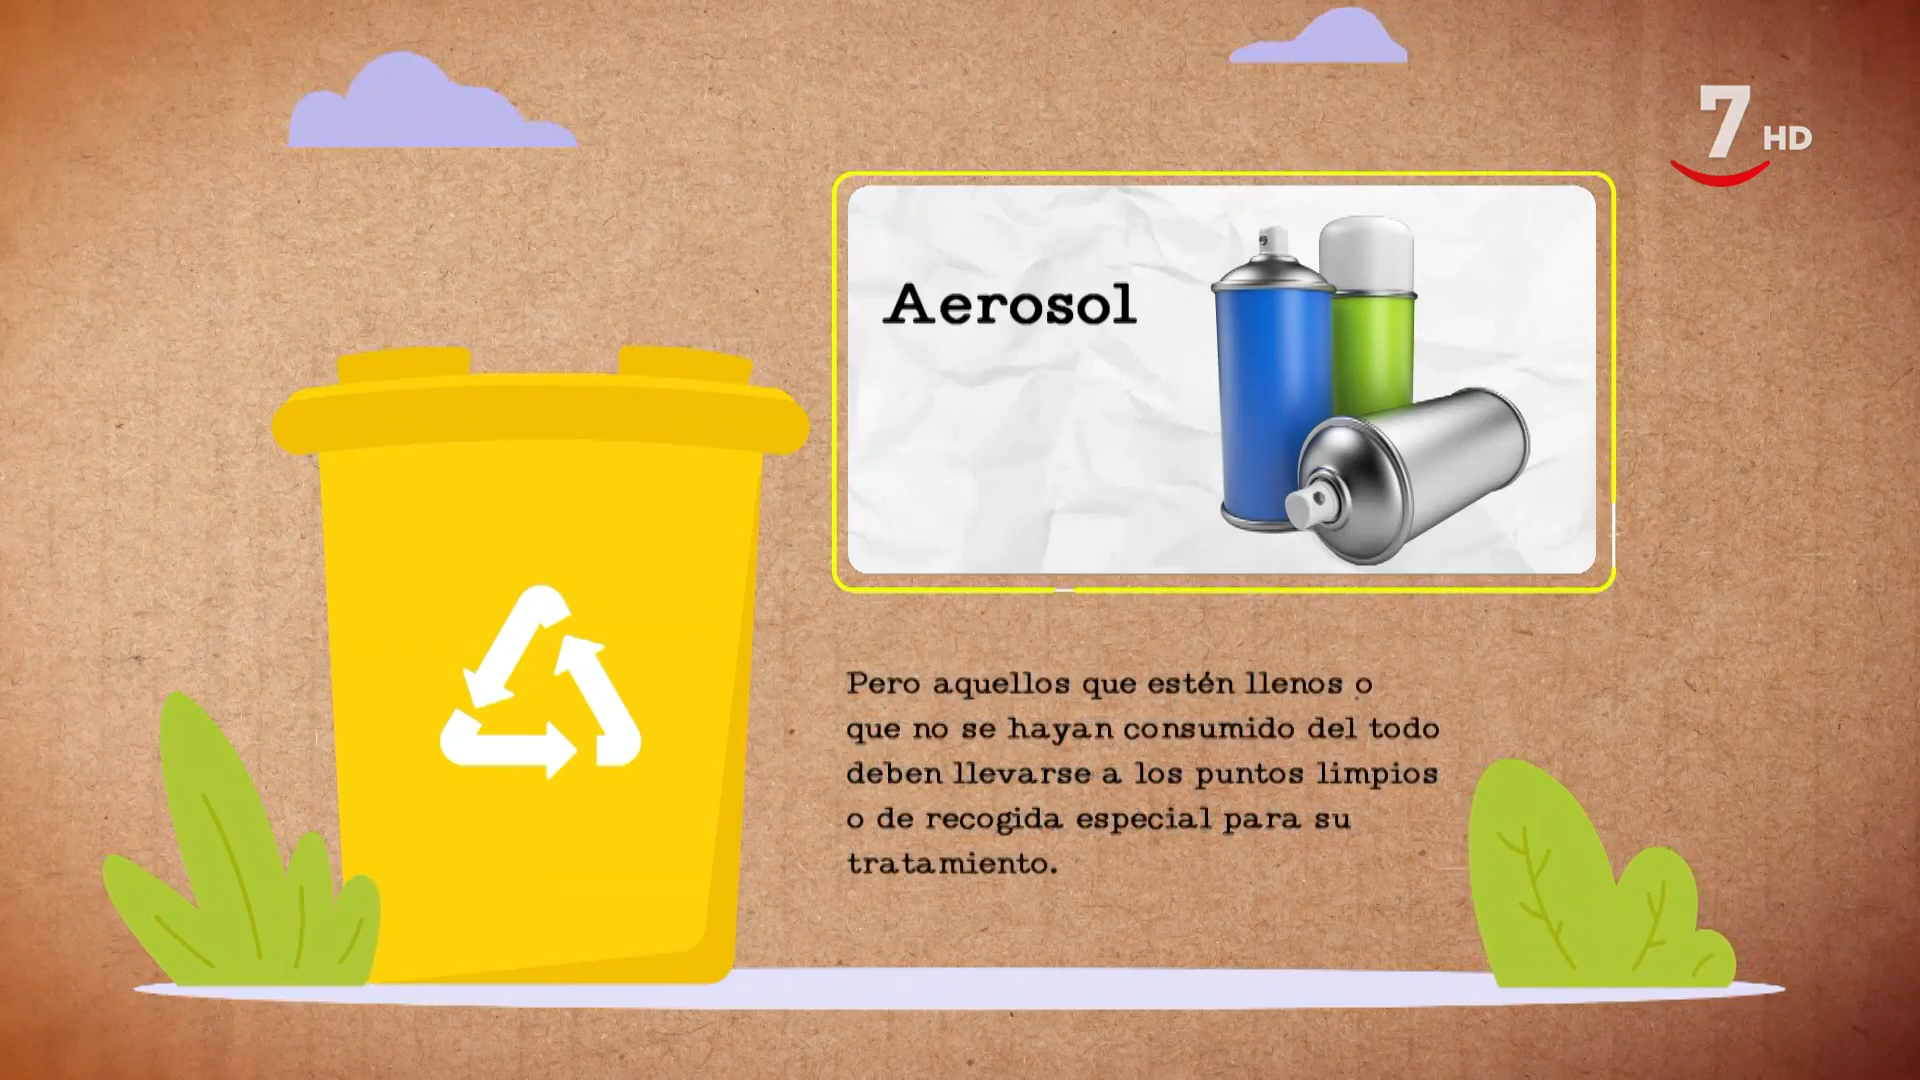 7 HD
Aerosol
Pero aquellos que estén llenos o
que no se hayan consumido del todo
deben llevarse a los puntos limpios
o de recogida especial para su
tratamiento.